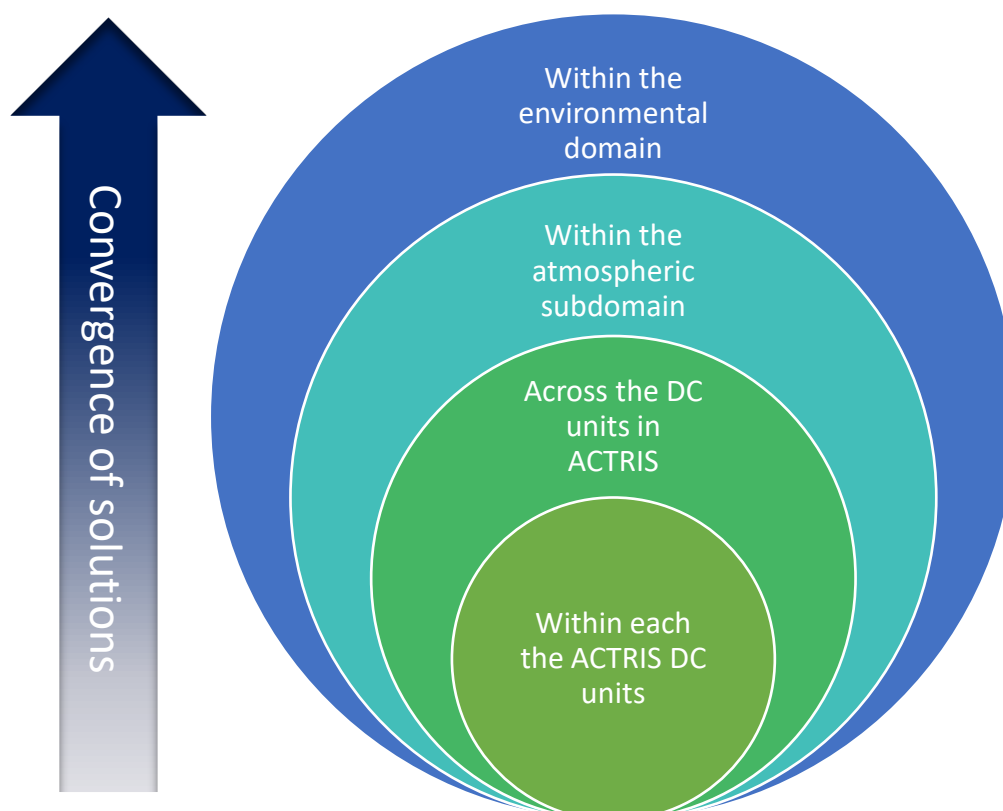 Convergence of solutions
Within the
environmental
domain
Within the
atmospheric
subdomain
Across the DC
units in
ACTRIS
Within each
the ACTRIS DC
units